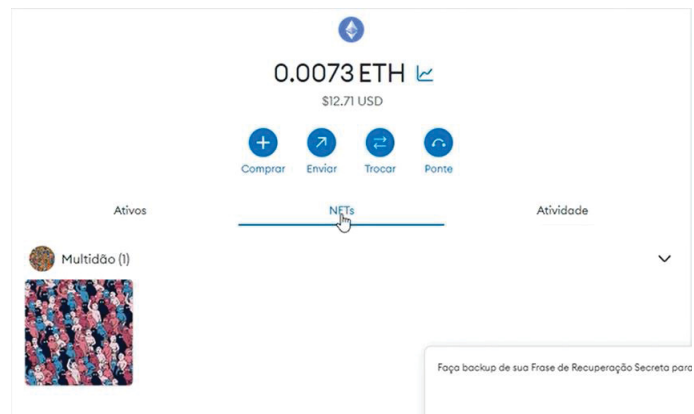 0.0073 ETH
$12.71 USD
Comprar Enviar Trocar Ponte
Ativos NFTs Atividade
Multidão (1)
Faça backup de sua Frase de Recuperação Secreta para